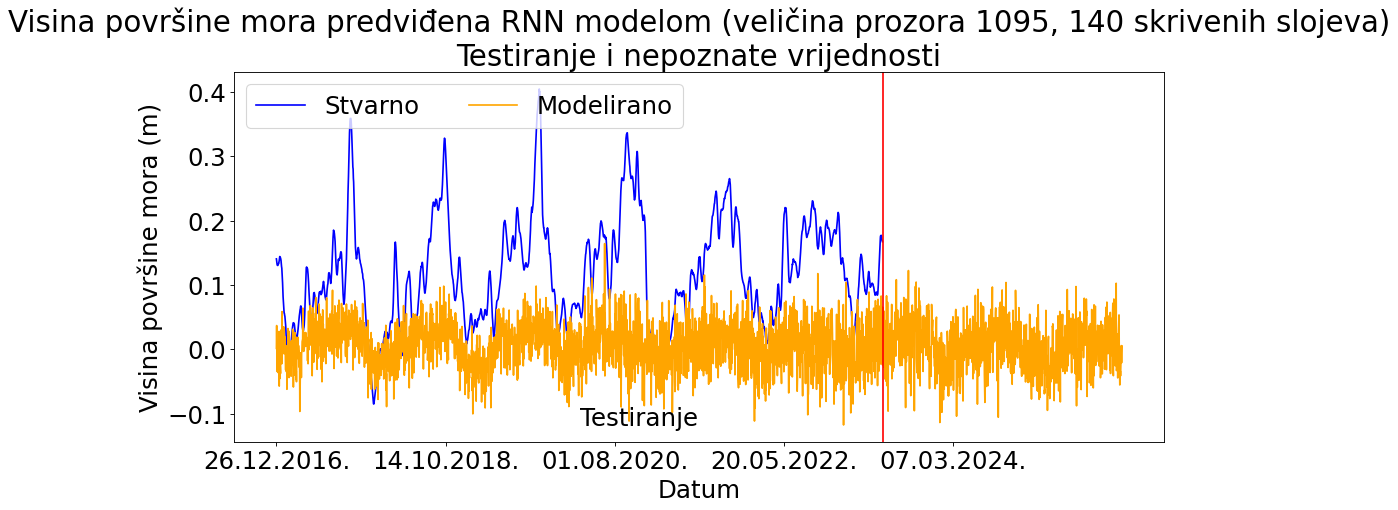 Visina površine mora predviđena RNN modelom (veličina prozora 1095, 140 skrivenih slojeva)
Testiranje i nepoznate vrijednosti
Stvarno
Modelirano
Visina površine mora (m)
0.4
0.3
0.2
0.1
0.0
−0.1
Testiranje
26.12.2016.
14.10.2018.
01.08.2020.
20.05.2022.
07.03.2024.
Datum